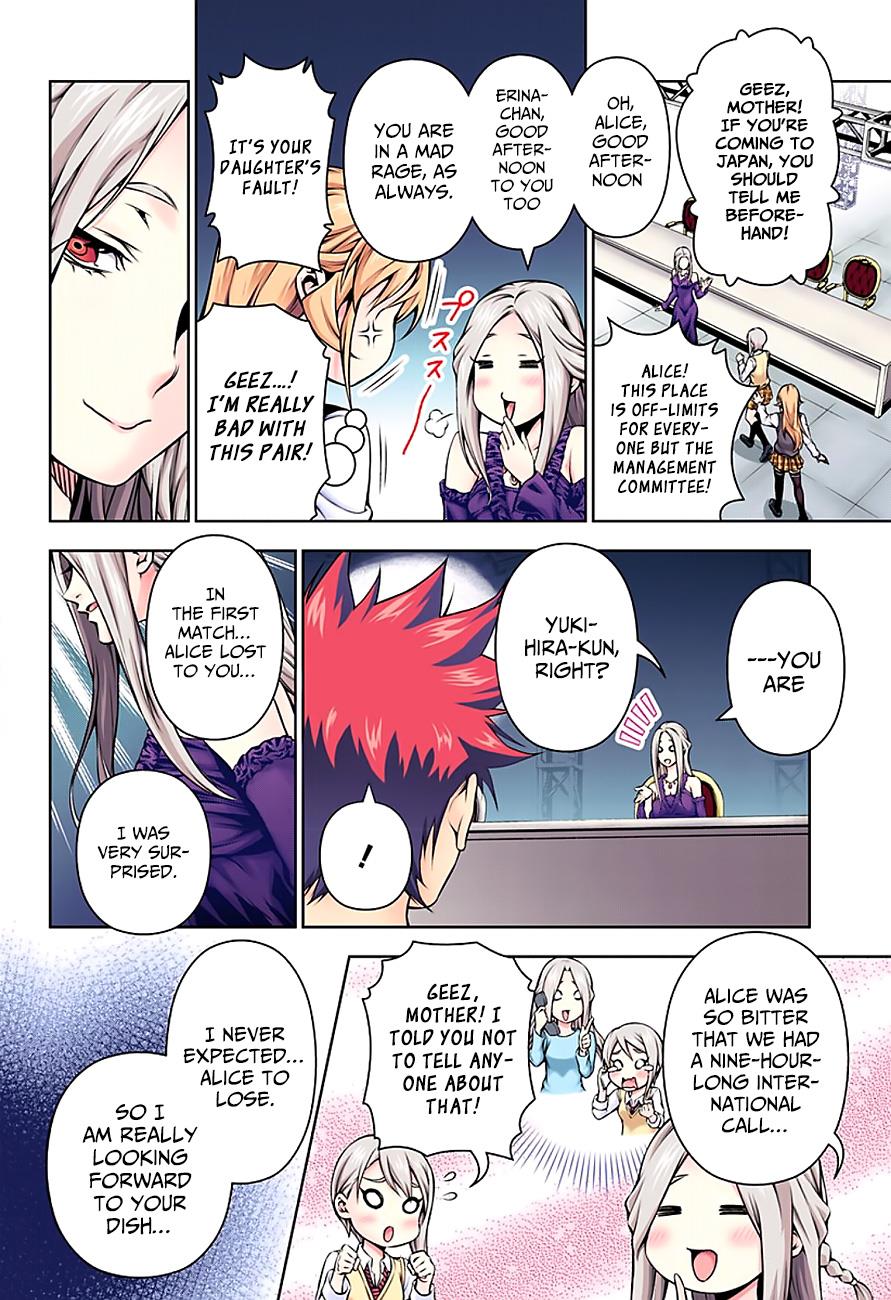 GEEZ,
MOTHER!
IF YOU'RE
COMING TO
JAPAN, YOU
SHOULD
TELL ME
BEFORE-
HAND!
ALICE!
THIS PLACE
IS OFF-LIMITS
FOR EVERY-
ONE BUT THE
MANAGEMENT
COMMITTEE!
OH,
ALICE,
GOOD
AFTER-
NOON
ERINA-
CHAN,
GOOD
AFTER-
NOON
TO YOU
TOO
YOU ARE
IN A MAD
RAGE, AS
ALWAYS.
IT'S YOUR
DAUGHTER'S
FAULT!
クスス
GEEZ...!
I'M REALLY
BAD WITH
THIS PAIR!
---YOU
ARE
YUKI-
HIRA-KUN,
RIGHT?
!
IN
THE FIRST
MATCH...
ALICE LOST
TO YOU...
I WAS
VERY SUR-
PRISED.
ALICE WAS
SO BITTER
THAT WE HAD
A NINE-HOUR-
LONG INTER-
NATIONAL
CALL...
GEEZ,
MOTHER! I
TOLD YOU NOT
TO TELL ANY-
ONE ABOUT
THAT!
I NEVER
EXPECTED...
ALICE TO
LOSE.
SO I
AM REALLY
LOOKING
FORWARD
TO YOUR
DISH...